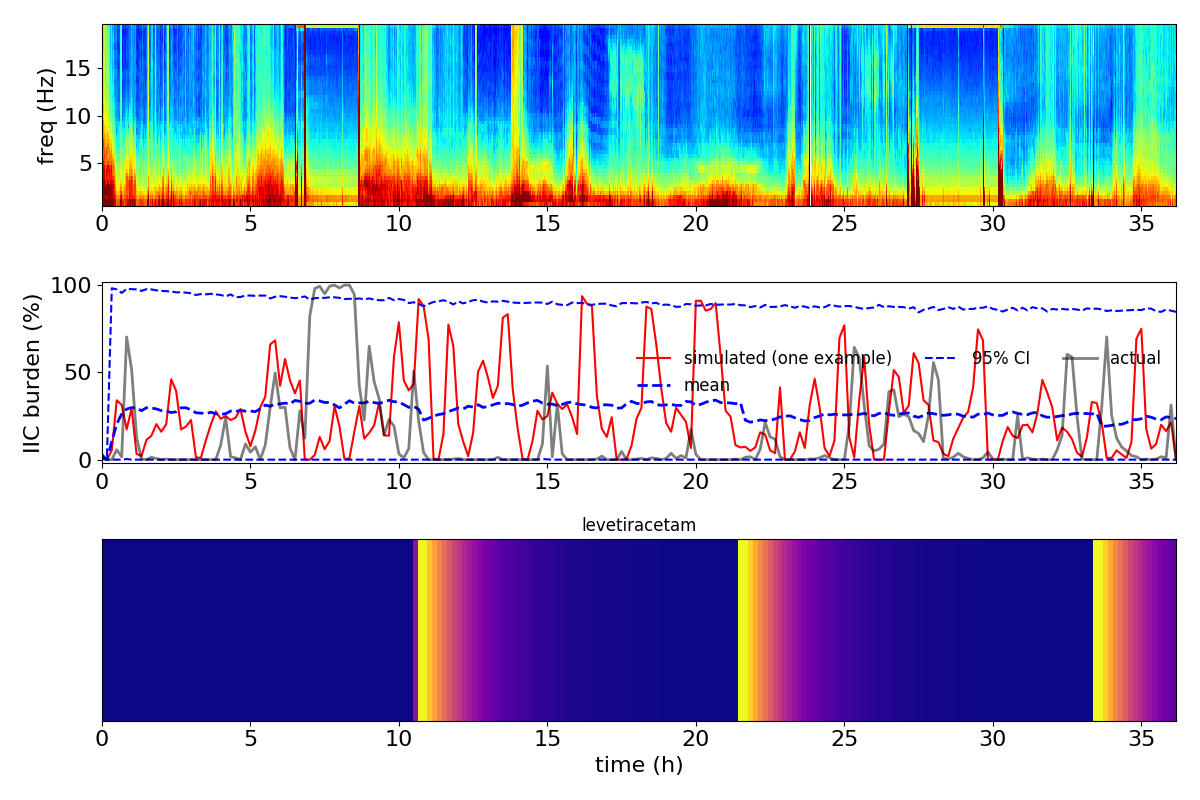 freq (Hz)
15
10
5
0 5 10 15 20 25 30 35
IIC burden (%)
100
50
0
simulated (one example) 95% CI actual
mean
0 5 10 15 20 25 30 35
levetiracetam
0 5 10 15 20 25 30 35
time (h)